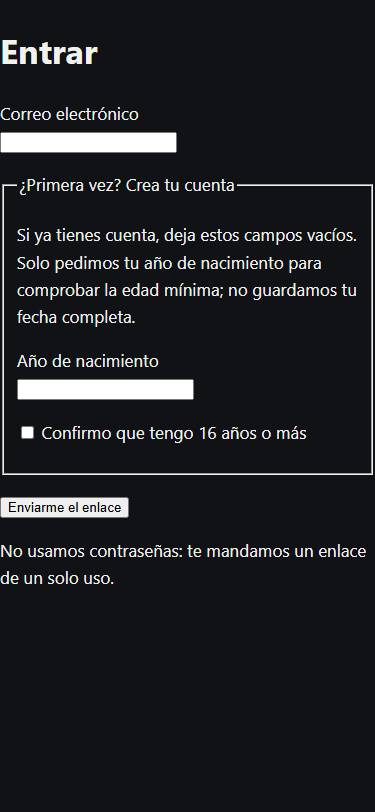 Entrar
Correo electrónico
¿Primera vez? Crea tu cuenta
Si ya tienes cuenta, deja estos campos vacíos.
Solo pedimos tu año de nacimiento para
comprobar la edad mínima; no guardamos tu
fecha completa.
Año de nacimiento
Confirmo que tengo 16 años o más
Enviarme el enlace
No usamos contraseñas: te mandamos un enlace
de un solo uso.